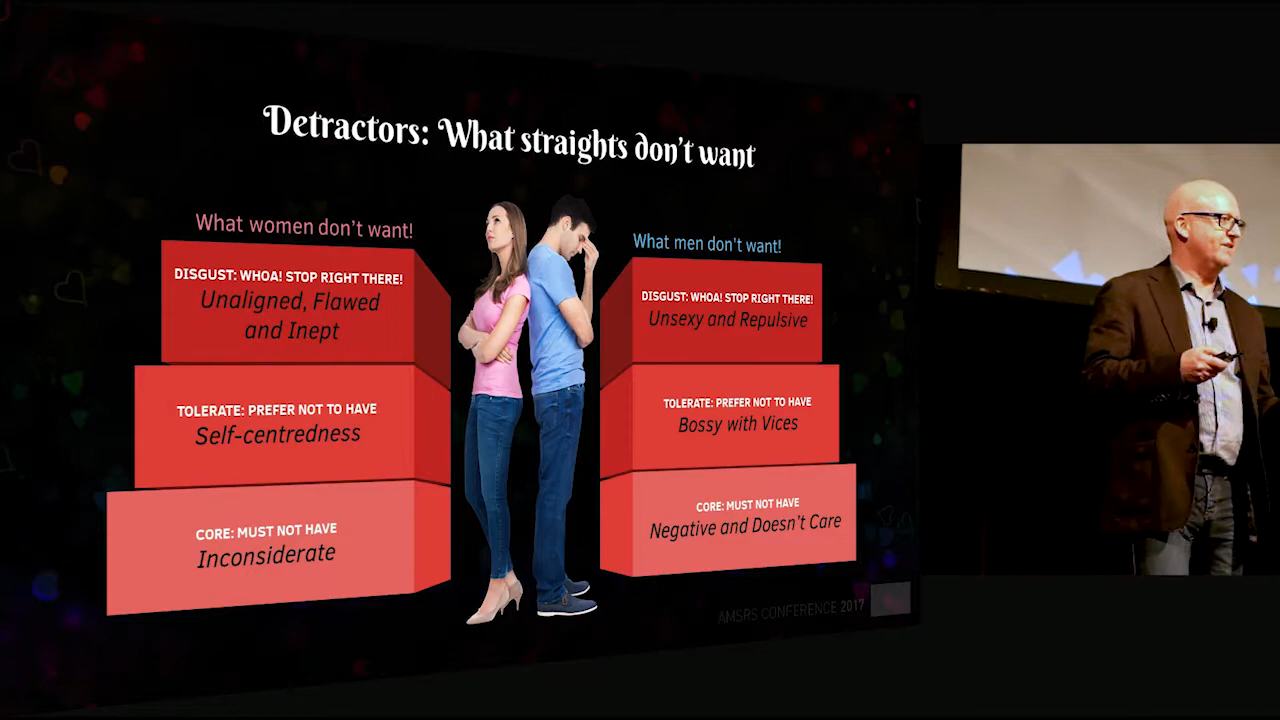 Detractors: What straights don't want
What women don't want!
DISGUST: WHOA! STOP RIGHT THERE!
Unaligned, Flawed
and Inept
TOLERATE: PREFER NOT TO HAVE
Self-centredness
CORE: MUST NOT HAVE
Inconsiderate
What men don't want!
DISGUST: WHOA! STOP RIGHT THERE!
Unsexy and Repulsive
TOLERATE: PREFER NOT TO HAVE
Bossy with Vices
CORE: MUST NOT HAVE
Negative and Doesn't Care
AMSRS CONFERENCE 2017